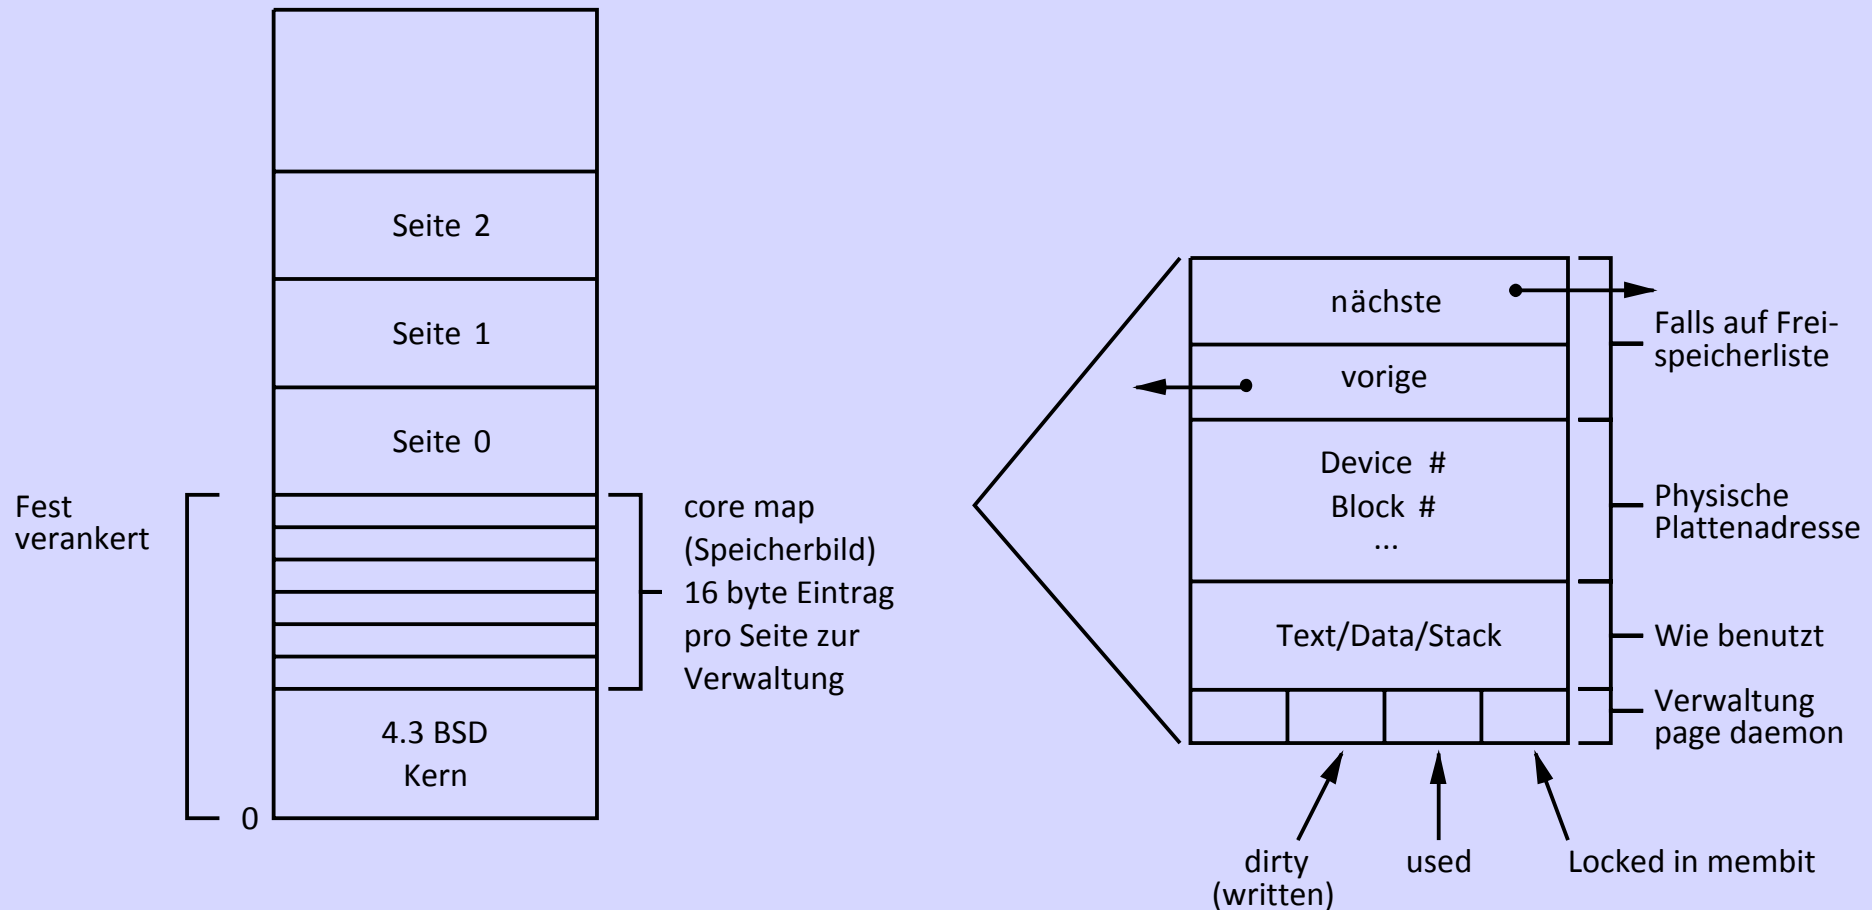 Seite 2
Seite 1
Seite 0
Fest
verankert
core map
(Speicherbild)
16 byte Eintrag
pro Seite zur
Verwaltung
4.3 BSD
Kern
0
nächste
vorige
Device #
Block #
...
Text/Data/Stack
Falls auf Frei-
speicherliste
Physische
Plattenadresse
Wie benutzt
Verwaltung
page daemon
dirty
(written)
used
Locked in membit